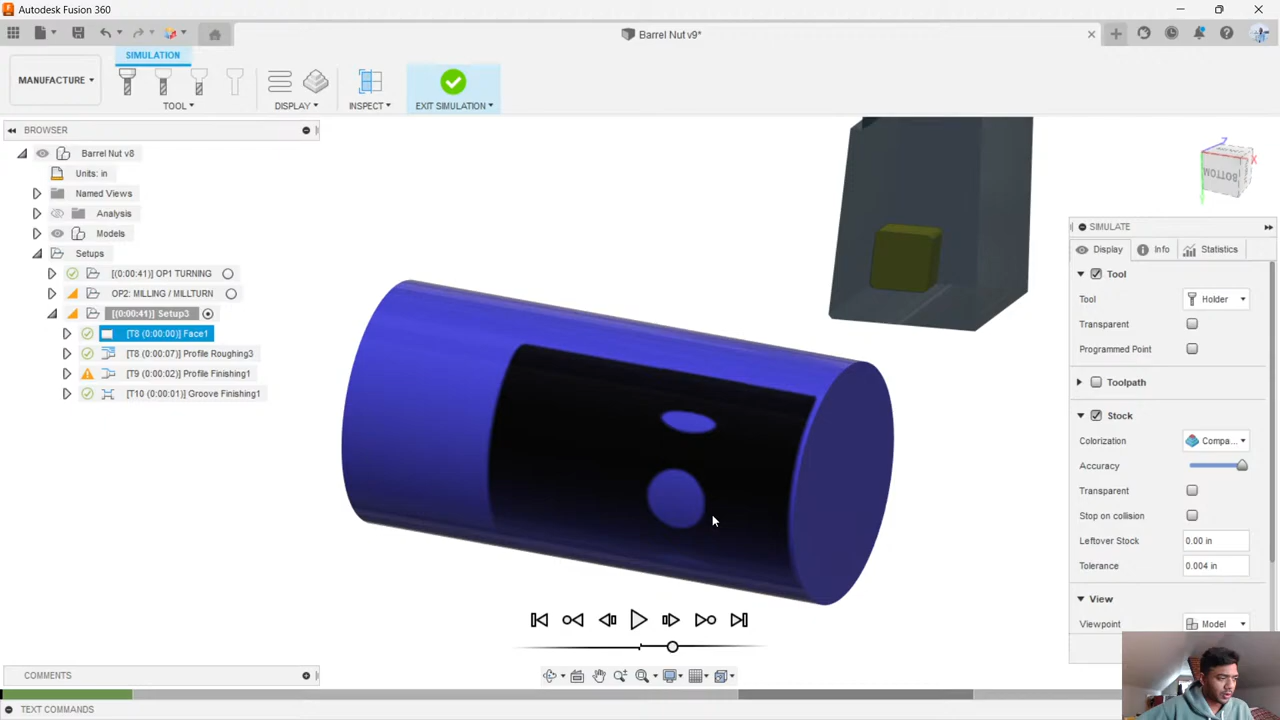 Autodesk Fusion 360
Barrel Nut v9*
SIMULATION
MANUFACTURE
TOOL
DISPLAY
INSPECT
EXIT SIMULATION
BROWSER
Barrel Nut v8
Units: in
Named Views
Analysis
Models
Setups
[(0:00:41)] OP1 TURNING
OP2: MILLING / MILLTURN
[(0:00:41)] Setup3
[T8 (0:00:00)] Face1
[T8 (0:00:07)] Profile Roughing3
[T9 (0:00:02)] Profile Finishing1
[T10 (0:00:01)] Groove Finishing1
Z
X
BOTTOM
SIMULATE
Display
Info
Statistics
Tool
Tool Holder
Transparent
Programmed Point
Toolpath
Stock
Colorization Compa...
Accuracy
Transparent
Stop on collision
Leftover Stock 0.00 in
Tolerance 0.004 in
View
Viewpoint Model
COMMENTS
TEXT COMMANDS